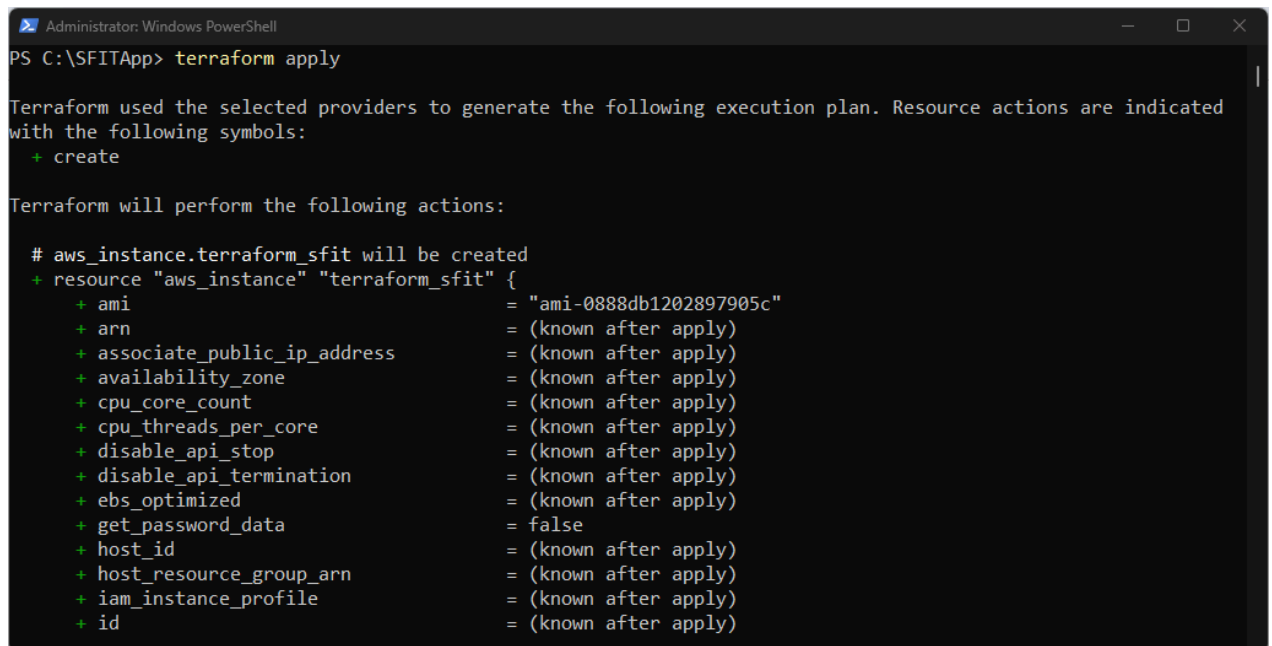 Administrator: Windows PowerShell
PS C:\SFITApp> terraform apply
Terraform used the selected providers to generate the following execution plan. Resource actions are indicated
with the following symbols:
+ create
Terraform will perform the following actions:
# aws_instance.terraform_sfit will be created
+ resource "aws_instance" "terraform_sfit" {
+ ami = "ami-0888db1202897905c"
+ arn = (known after apply)
+ associate_public_ip_address = (known after apply)
+ availability_zone = (known after apply)
+ cpu_core_count = (known after apply)
+ cpu_threads_per_core = (known after apply)
+ disable_api_stop = (known after apply)
+ disable_api_termination = (known after apply)
+ ebs_optimized = (known after apply)
+ get_password_data = false
+ host_id = (known after apply)
+ host_resource_group_arn = (known after apply)
+ iam_instance_profile = (known after apply)
+ id = (known after apply)